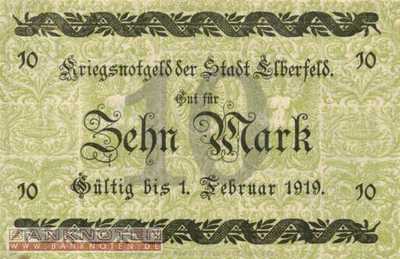 10 10
Kriegsnotgeld der Stadt Elberfeld.
Gut für
10
Zehn Mark
10 10
Gültig bis 1. Februar 1919.
BANKNOTEN
WWW.BANKNOTEN.DE